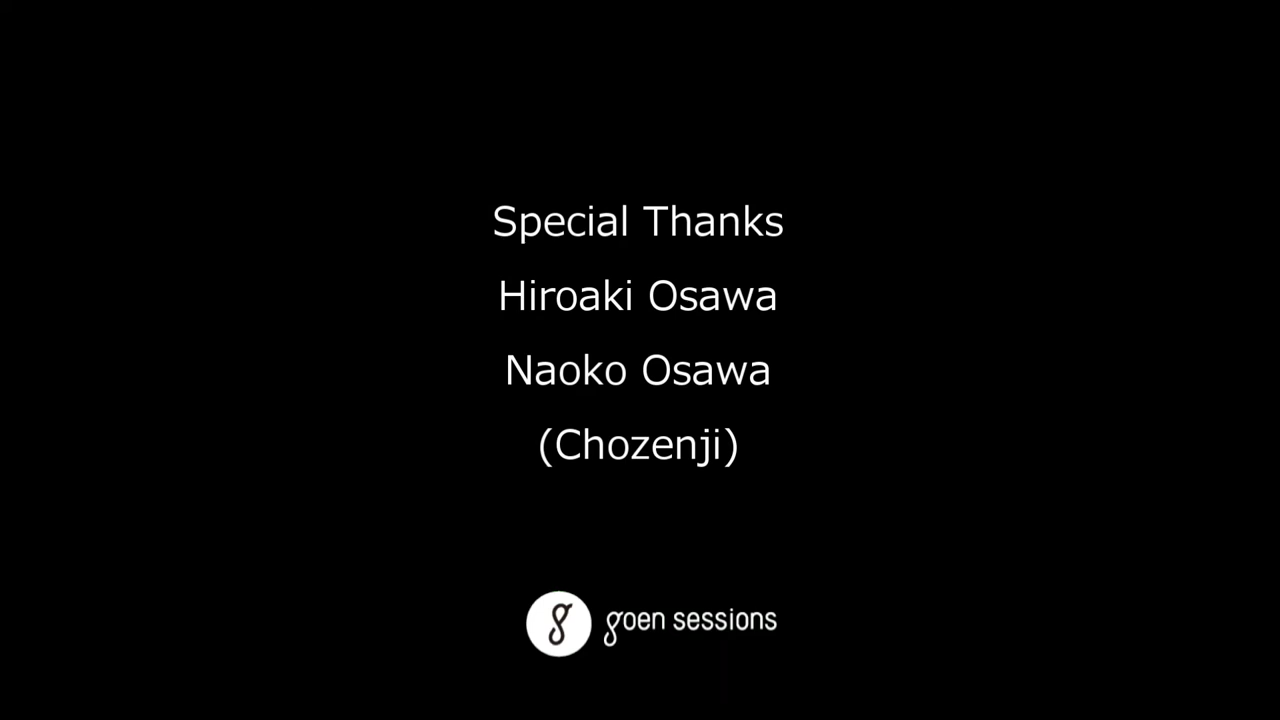 Special Thanks
Hiroaki Osawa
Naoko Osawa
(Chozenji)
g goen sessions